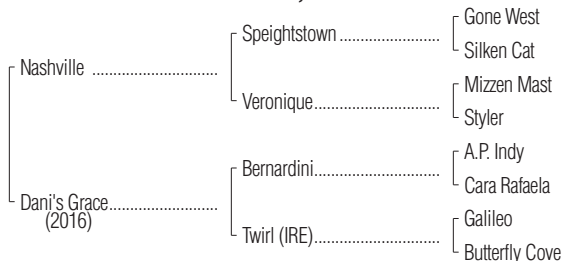 Gone West
Speightstown ......................
Silken Cat
Nashville ............................
Mizzen Mast
Veronique............................
Styler
A.P. Indy
Bernardini............................
Cara Rafaela
Dani's Grace........................
(2016)
Galileo
Twirl (IRE)............................
Butterfly Cove